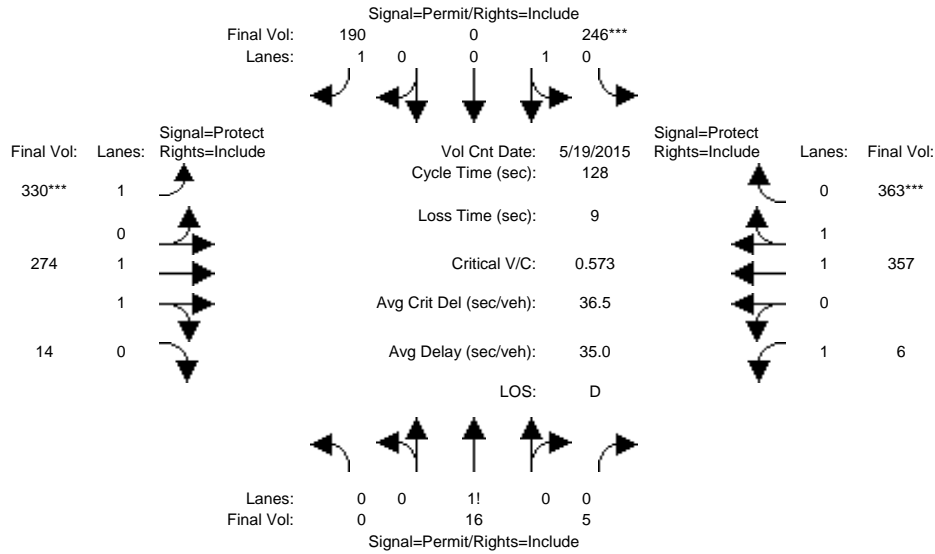 Signal=Permit/Rights=Include
Final Vol: 190 0 246***
Lanes: 1 0 0 1 0
Signal=Protect Signal=Protect
Final Vol: Lanes: Rights=Include Vol Cnt Date: 5/19/2015 Rights=Include Lanes: Final Vol:
Cycle Time (sec): 128
330*** 1 0 363***
Loss Time (sec): 9
0 1
274 1 Critical V/C: 0.573 1 357
1 Avg Crit Del (sec/veh): 36.5 0
14 0 Avg Delay (sec/veh): 35.0 1 6
LOS: D
Lanes: 0 0 1! 0 0
Final Vol: 0 16 5
Signal=Permit/Rights=Include